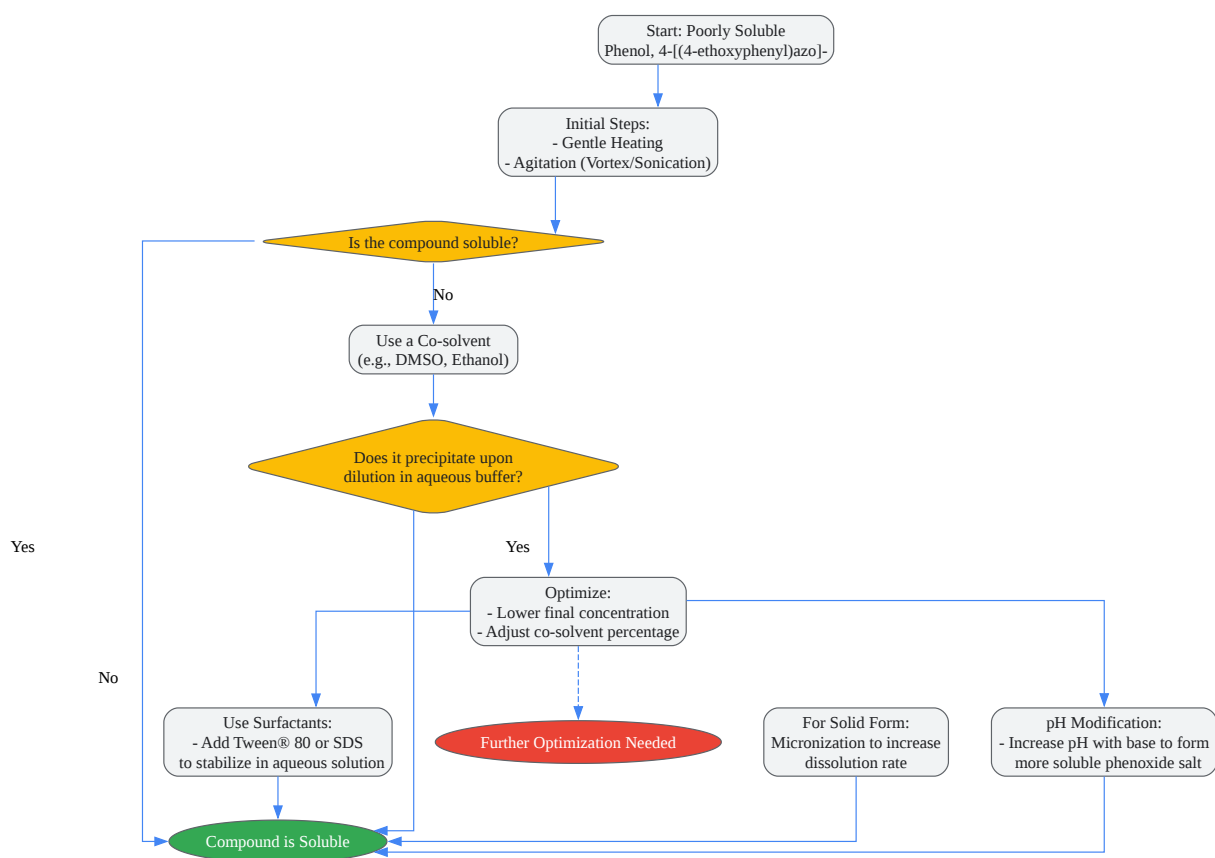 Start: Poorly Soluble
Phenol, 4-[(4-ethoxyphenyl)azo]-
Initial Steps:
- Gentle Heating
- Agitation (Vortex/Sonication)
Is the compound soluble?
No
Use a Co-solvent
(e.g., DMSO, Ethanol)
Does it precipitate upon
dilution in aqueous buffer?
Yes
Yes
Optimize:
- Lower final concentration
- Adjust co-solvent percentage
No
Use Surfactants:
- Add Tween® 80 or SDS
to stabilize in aqueous solution
Further Optimization Needed
For Solid Form:
Micronization to increase
dissolution rate
pH Modification:
- Increase pH with base to form
more soluble phenoxide salt
Compound is Soluble